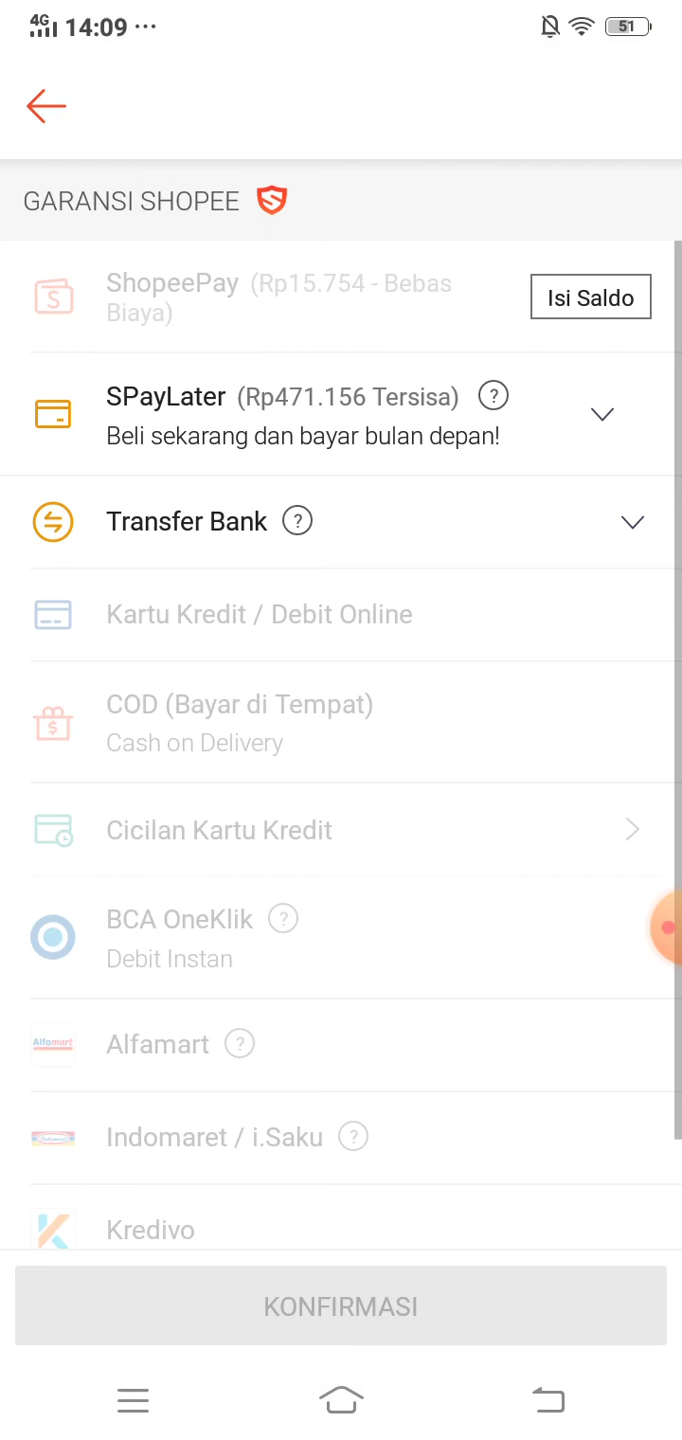 4G 14:09 ...
51
GARANSI SHOPEE
ShopeePay (Rp15.754 - Bebas
Biaya)
Isi Saldo
SPayLater (Rp471.156 Tersisa) ?
Beli sekarang dan bayar bulan depan!
Transfer Bank ?
Kartu Kredit / Debit Online
COD (Bayar di Tempat)
Cash on Delivery
Cicilan Kartu Kredit
BCA OneKlik ?
Debit Instan
Alfamart Alfamart ?
Indomaret Indomaret / i.Saku ?
Kredivo
KONFIRMASI